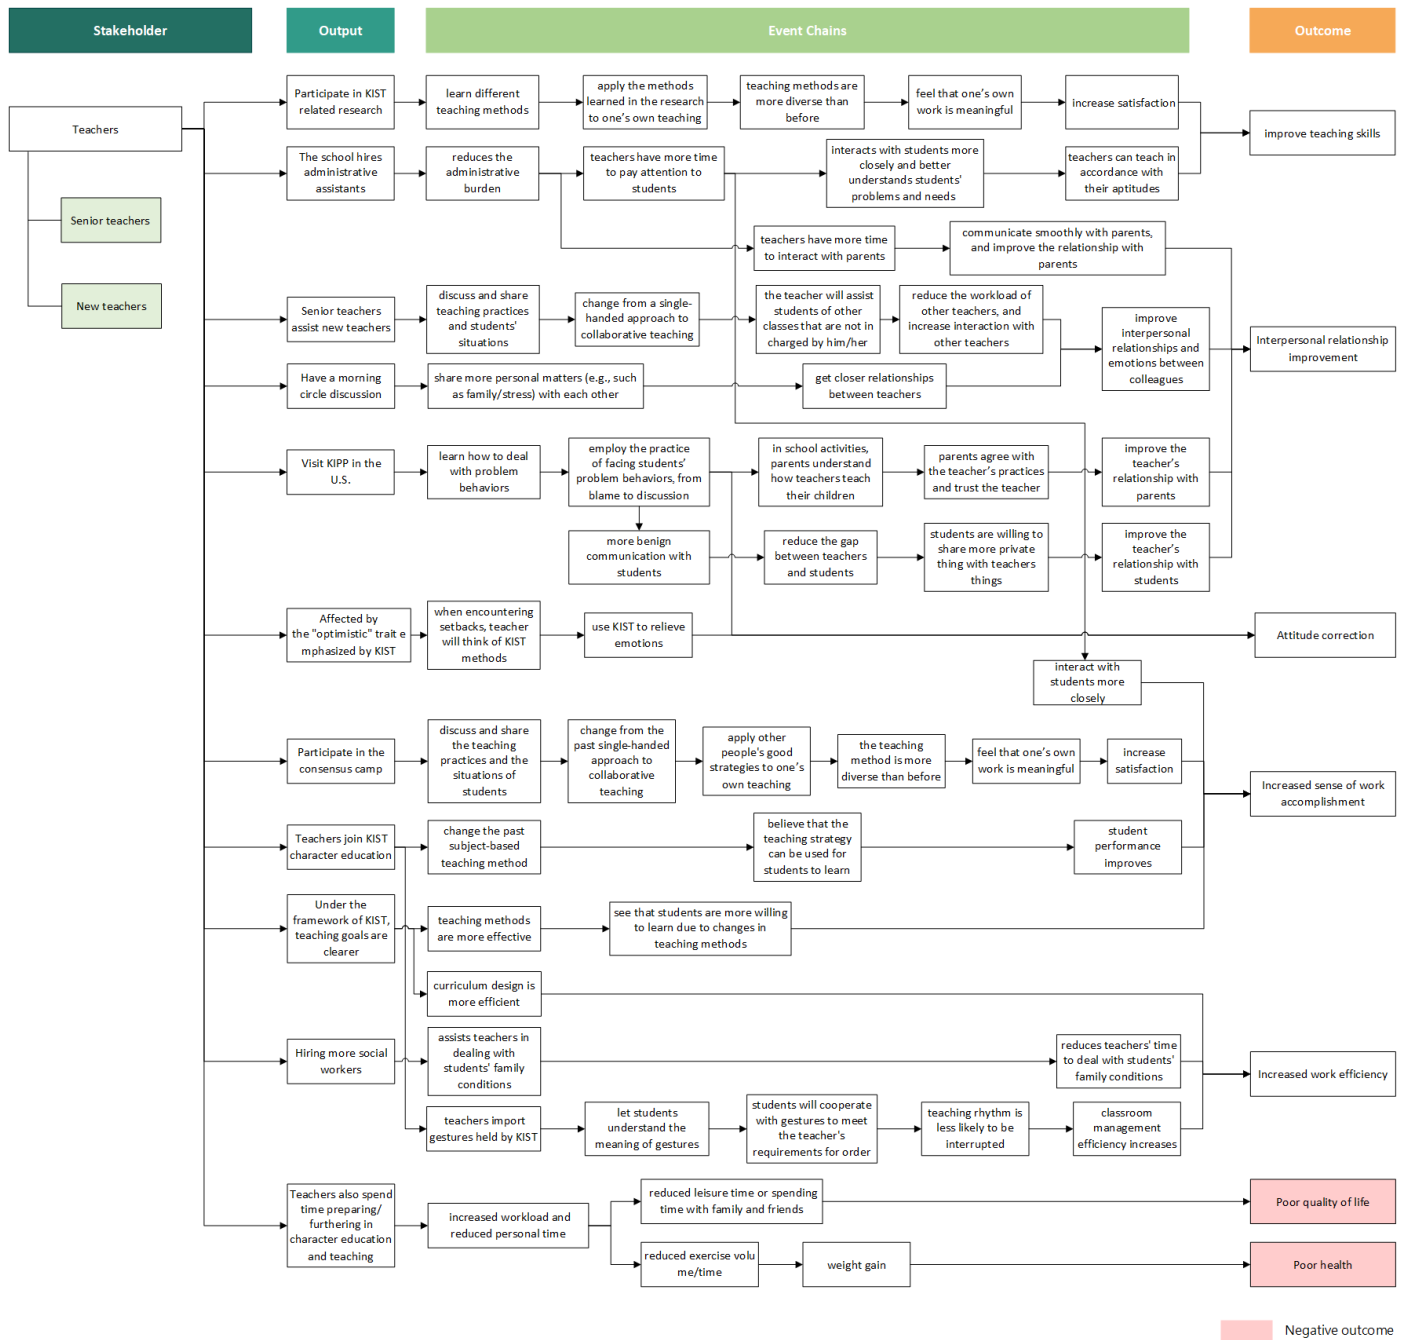 Stakeholder
Output
Event Chains
Outcome
Teachers
Senior teachers
New teachers
Participate in KIST
related research
learn different
teaching methods
apply the methods
learned in the research
to one's own teaching
teaching methods are
more diverse than
before
feel that one's own
work is meaningful
increase satisfaction
improve teaching skills
The school hires
administrative
assistants
reduces the
administrative
burden
teachers have more time
to pay attention to
students
interacts with students more
closely and better
understands students'
problems and needs
teachers can teach in
accordance with
their aptitudes
teachers have more time
to interact with parents
communicate smoothly with parents,
and improve the relationship with
parents
Senior teachers
assist new teachers
discuss and share
teaching practices
and students'
situations
change from a single-
handed approach to
collaborative teaching
the teacher will assist
students of other
classes that are not in
charged by him/her
reduce the workload of
other teachers, and
increase interaction with
other teachers
improve
interpersonal
relationships and
emotions between
colleagues
Interpersonal relationship
improvement
Have a morning
circle discussion
share more personal matters (e.g., such
as family/stress) with each other
get closer relationships
between teachers
Visit KIPP in the
U.S.
learn how to deal
with problem
behaviors
employ the practice
of facing students'
problem behaviors, from
blame to discussion
in school activities,
parents understand
how teachers teach
their children
parents agree with
the teacher's practices
and trust the teacher
improve the
teacher's
relationship with
parents
more benign
communication with
students
reduce the gap
between teachers
and students
students are willing to
share more private
thing with teachers
things
improve the
teacher's
relationship with
students
Affected by
the "optimistic" trait e
mphasized by KIST
when encountering
setbacks, teacher
will think of KIST
methods
use KIST to relieve
emotions
Attitude correction
interact with
students more
closely
Participate in the
consensus camp
discuss and share
the teaching
practices and the
situations of
students
change from the
past single-handed
approach to
collaborative
teaching
apply other
people's good
strategies to one's
own teaching
the teaching
method is more
diverse than before
feel that one's own
work is meaningful
increase
satisfaction
Increased sense of work
accomplishment
Teachers join KIST
character education
change the past
subject-based
teaching method
believe that the
teaching strategy
can be used for
students to learn
student
performance
improves
Under the
framework of KIST,
teaching goals are
clearer
teaching methods
are more effective
see that students are more willing
to learn due to changes in
teaching methods
curriculum design is
more efficient
Hiring more social
workers
assists teachers in
dealing with
students' family
conditions
reduces teachers' time
to deal with students'
family conditions
Increased work efficiency
teachers import
gestures held by KIST
let students
understand the
meaning of gestures
students will cooperate
with gestures to meet
the teacher's
requirements for order
teaching rhythm is
less likely to be
interrupted
classroom
management
efficiency increases
Teachers also spend
time preparing/
furthering in
character education
and teaching
increased workload and
reduced personal time
reduced leisure time or spending
time with family and friends
Poor quality of life
reduced exercise volu
me/time
weight gain
Poor health
Negative outcome